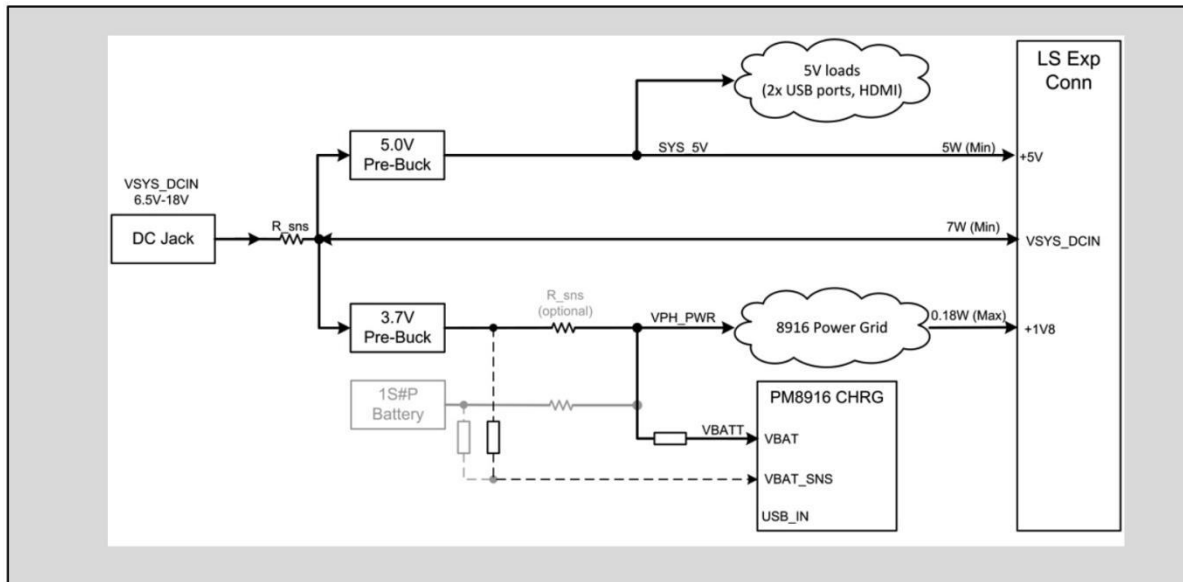 LS Exp
Conn
5V loads
(2x USB ports, HDMI)
5.0V
Pre-Buck
SYS_5V
5W (Min)
+5V
VSYS_DCIN
6.5V-18V
DC Jack
R_sns
7W (Min)
VSYS_DCIN
R_sns
(optional)
3.7V
Pre-Buck
VPH_PWR
8916 Power Grid
0.18W (Max)
+1V8
1S#P
Battery
PM8916 CHRG
VBATT
VBAT
VBAT_SNS
USB_IN